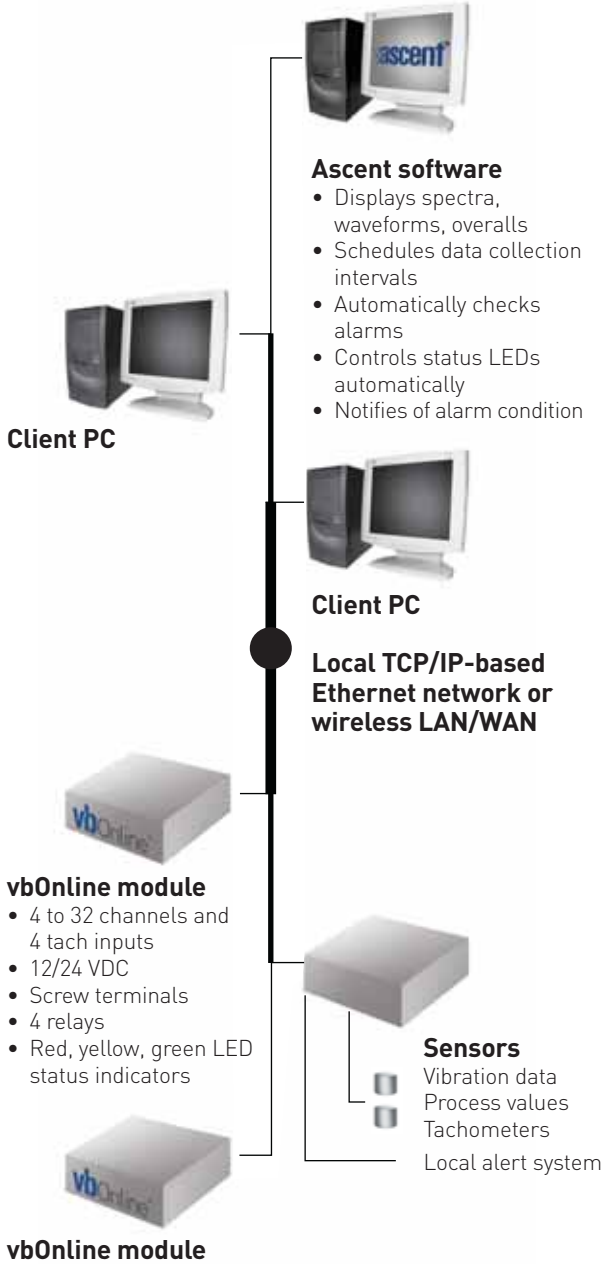 ascent
Ascent software
• Displays spectra,
waveforms, overalls
• Schedules data collection
intervals
• Automatically checks
alarms
• Controls status LEDs
automatically
• Notifies of alarm condition
Client PC
Client PC
Local TCP/IP-based
Ethernet network or
wireless LAN/WAN
vbOnline
vbOnline module
• 4 to 32 channels and
4 tach inputs
• 12/24 VDC
• Screw terminals
• 4 relays
• Red, yellow, green LED
status indicators
Sensors
Vibration data
Process values
Tachometers
Local alert system
vbOnline
vbOnline module